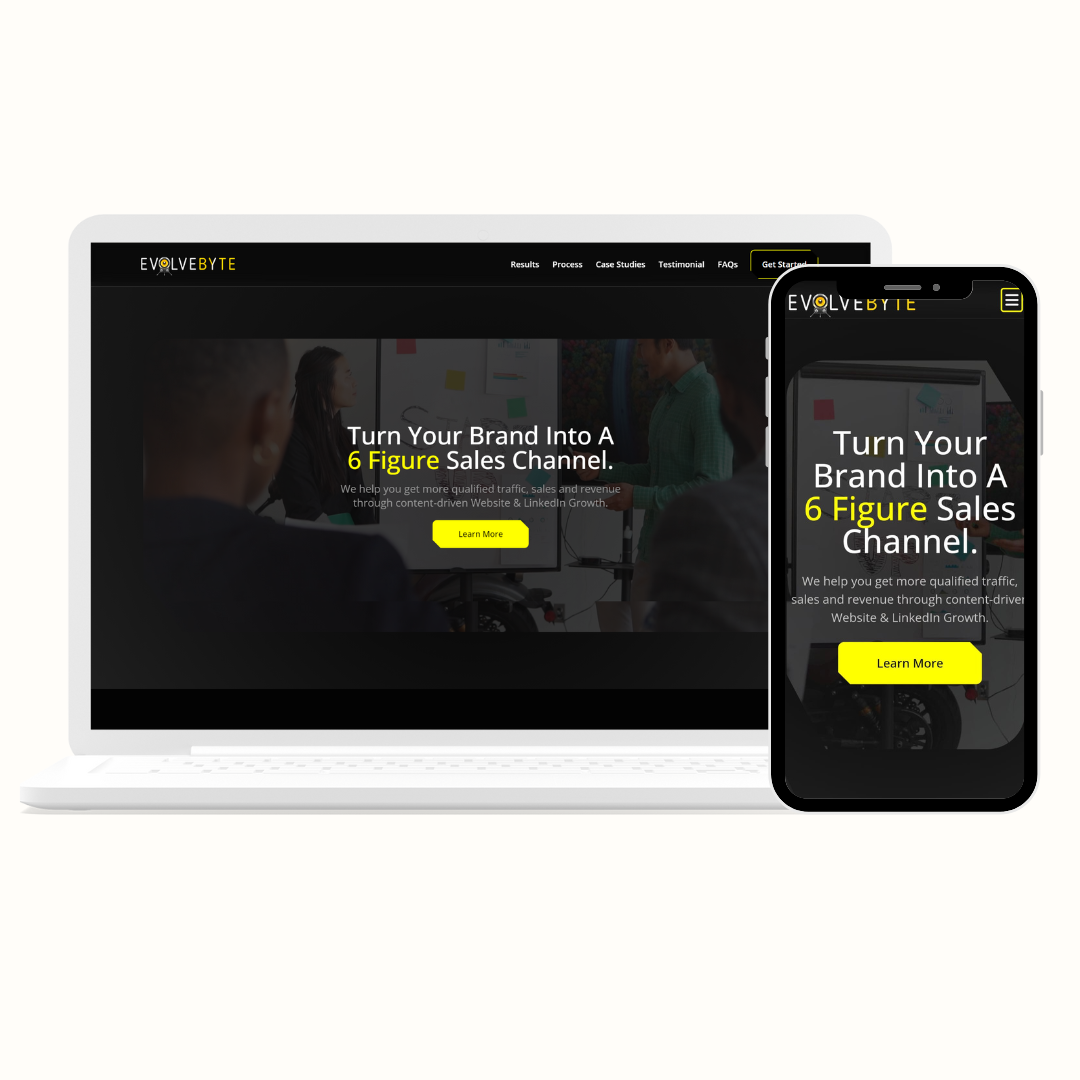 EVOLVEBYTE
Results Process Case Studies Testimonial FAQs Get Started
Turn Your Brand Into A
6 Figure Sales Channel.
We help you get more qualified traffic, sales and revenue
through content-driven Website & LinkedIn Growth.
Learn More
EVOLVEBYTE
Turn Your
Brand Into A
6 Figure Sales
Channel.
We help you get more qualified traffic,
sales and revenue through content-driven
Website & LinkedIn Growth.
Learn More